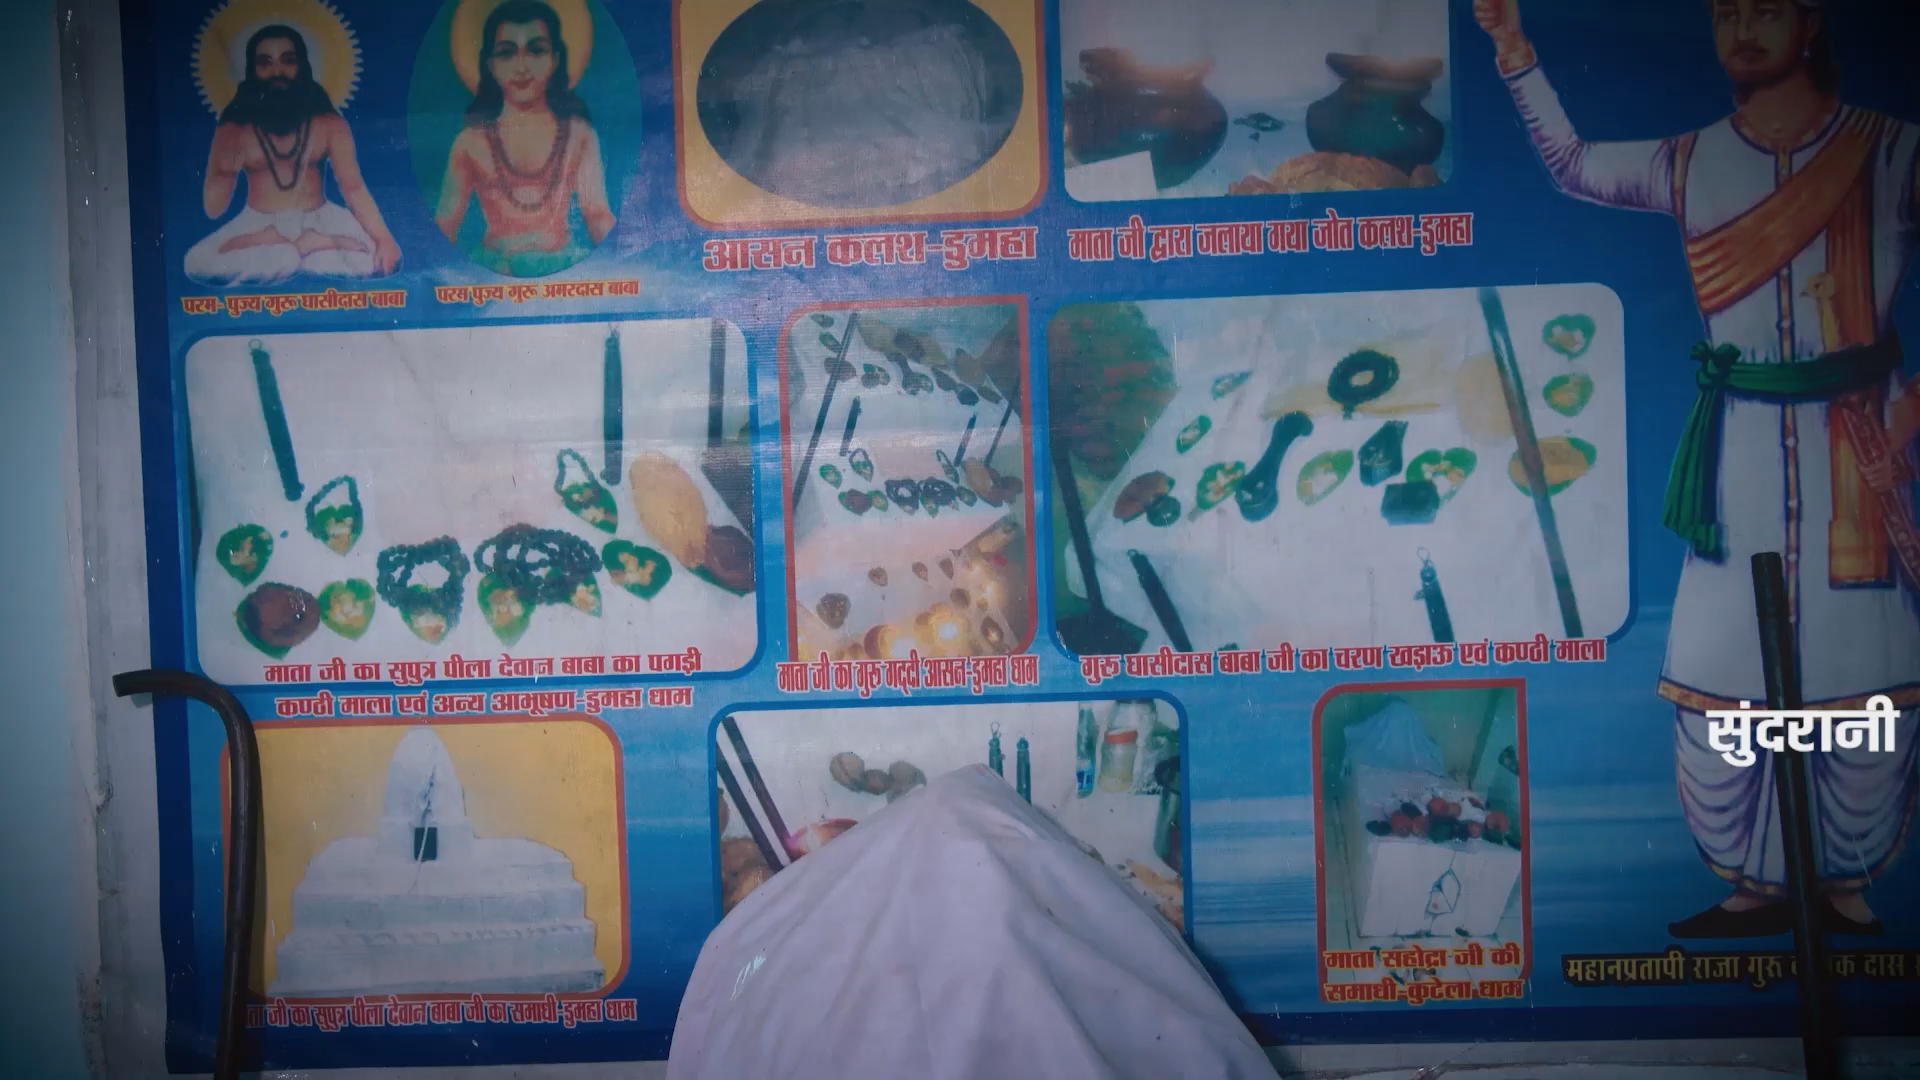 आसन कलश-डुमहा
माता जी द्वारा जलाया गया जोत कलश-डुमहा
परम- पुज्य गुरू घासीदास बाबा
परम पुज्य गुरू अमरदास बाबा
माता जी का सुपुत्र पीला देवान बाबा का पगड़ी
कण्ठी माला एवं अन्य आभूषण-डुमहा धाम
माता जी का गुरू गद्दी आसन-डुमहा धाम
गुरू घासीदास बाबा जी का चरण खड़ाऊ एवं कण्ठी माला
सुंदरानी
जी का सुपुत्र पीला देवान बाबा जी का समाधी-डुमहा धाम
माता सहोद्रा जी की
समाधी-कुटेला धाम
महानप्रतापी राजा गुरू दास